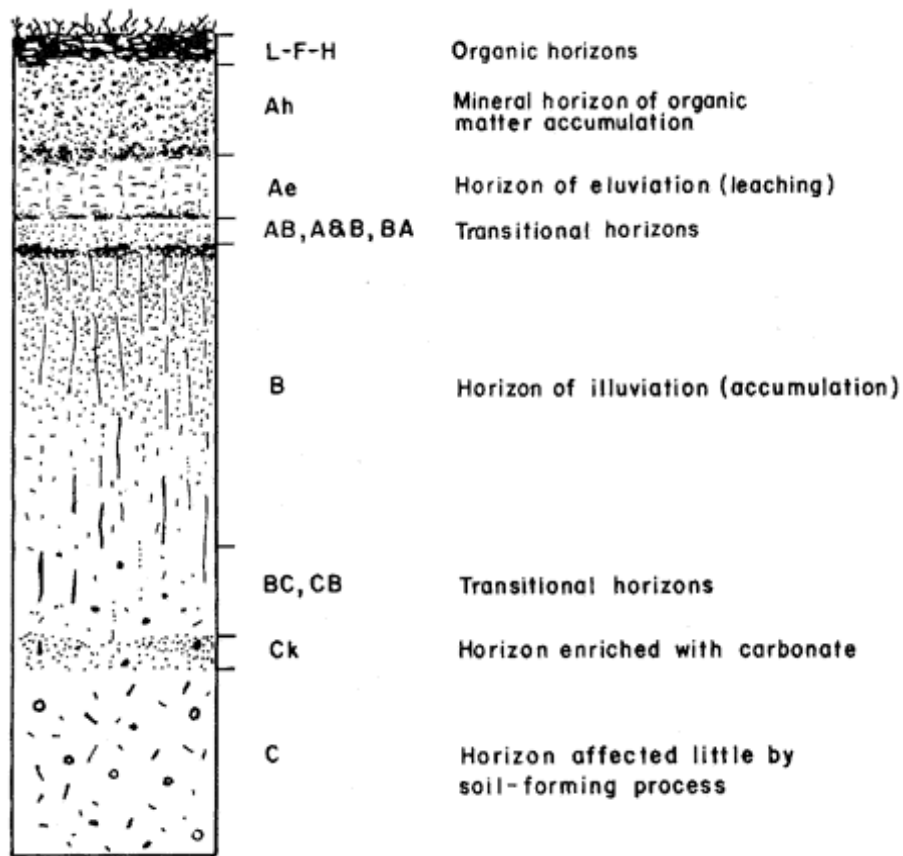 L-F-H Organic horizons
Ah Mineral horizon of organic
matter accumulation
Ae Horizon of eluviation (leaching)
AB, A&B, BA Transitional horizons
B Horizon of illuviation (accumulation)
BC, CB Transitional horizons
Ck Horizon enriched with carbonate
C Horizon affected little by
soil-forming process